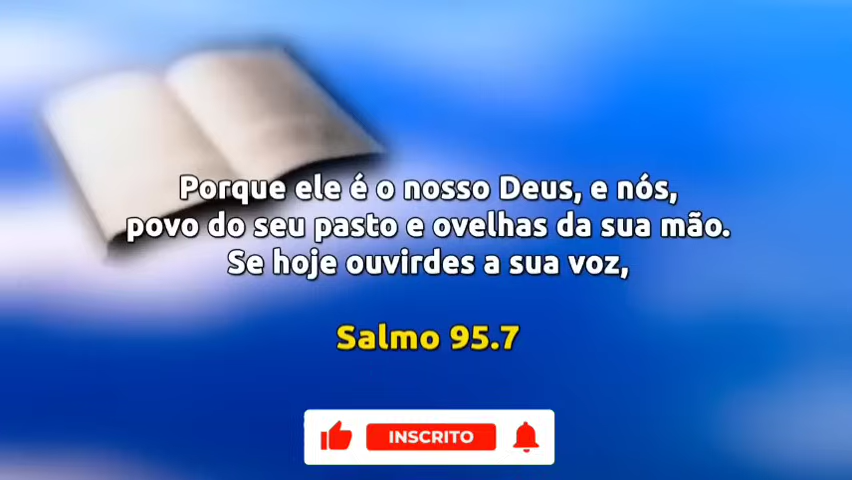 Porque ele é o nosso Deus, e nós,
povo do seu pasto e ovelhas da sua mão.
Se hoje ouvirdes a sua voz,
Salmo 95.7
INSCRITO